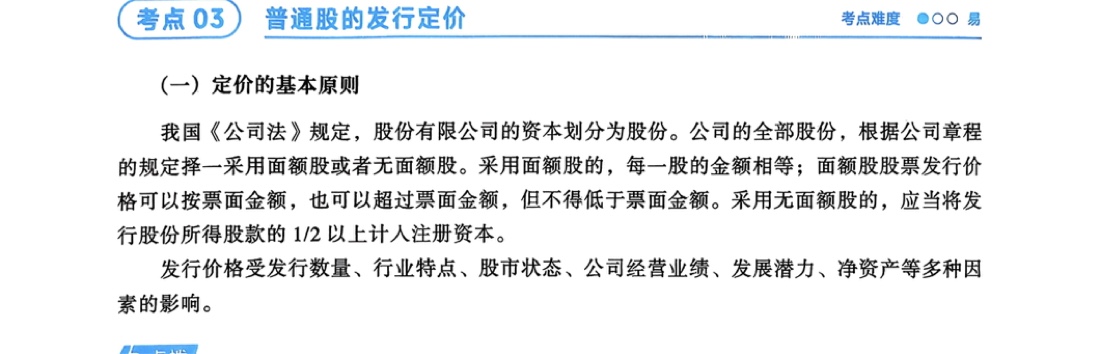 考点 03 普通股的发行定价 考点难度 易
（一）定价的基本原则
我国《公司法》规定，股份有限公司的资本划分为股份。公司的全部股份，根据公司章程
的规定择一采用面额股或者无面额股。采用面额股的，每一股的金额相等；面额股股票发行价
格可以按票面金额，也可以超过票面金额，但不得低于票面金额。采用无面额股的，应当将发
行股份所得股款的 1/2 以上计入注册资本。
发行价格受发行数量、行业特点、股市状态、公司经营业绩、发展潜力、净资产等多种因
素的影响。